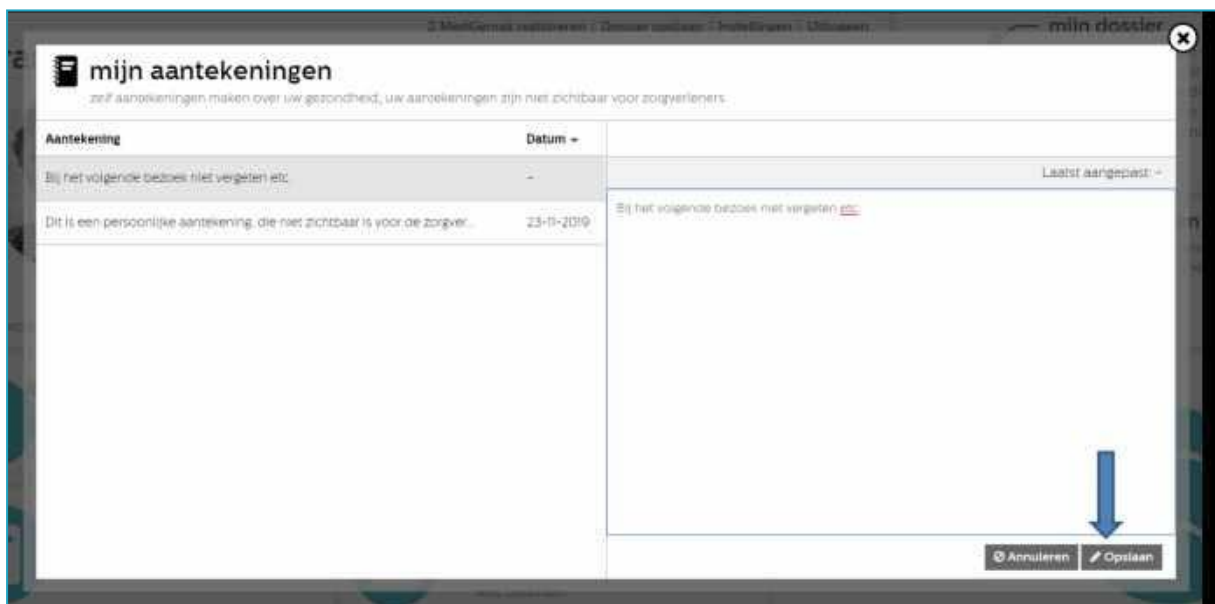 mijn dossier
mijn aantekeningen
zelf aantekeningen maken over uw gezondheid, uw aantekeningen zijn niet zichtbaar voor zorgverleners
Aantekening Datum
Bij het volgende bezoek niet vergeten etc. -
Laatst aangepast: -
Dit is een persoonlijke aantekening, die niet zichtbaar is voor de zorgver... 23-11-2019
Bij het volgende bezoek niet vergeten etc.
Annuleren Opslaan